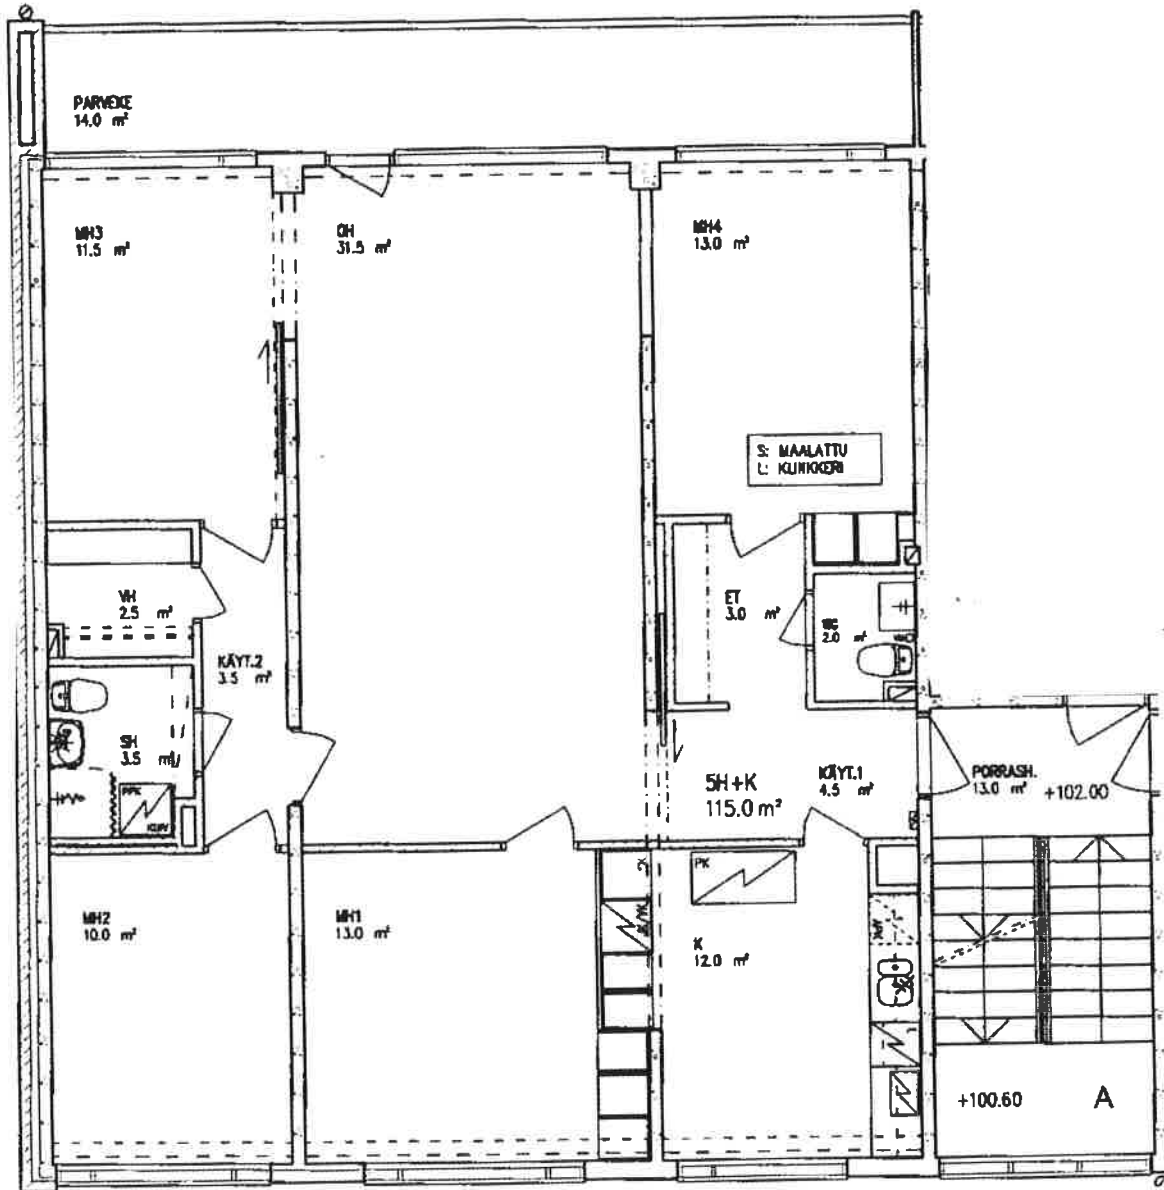 PARVEKE
14.0 m²
MH3
11.5 m²
OH
31.5 m²
MH4
13.0 m²
S: MAALATTU
L: KLINKKERI
VH
2.5 m²
ET
3.0 m²
WC
2.0 m²
KÄYT.2
3.5 m²
SH
3.5 m²
PPK
KUIV
5H+K
115.0 m²
KÄYT.1
4.5 m²
PORRASH.
13.0 m²
+102.00
MH2
10.0 m²
MH1
13.0 m²
PK
K
12.0 m²
APK
+100.60
A